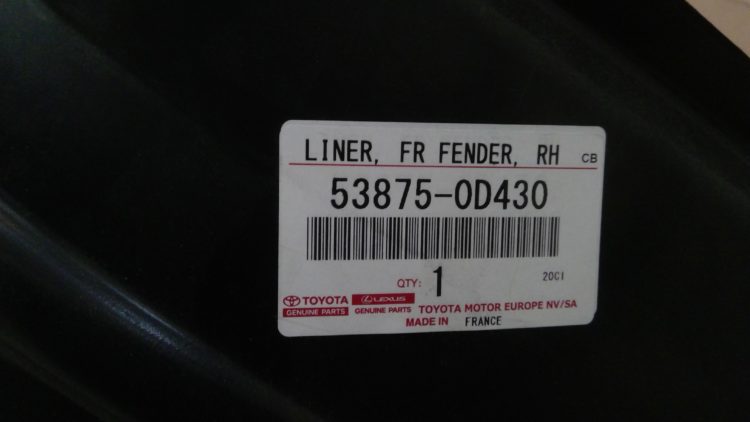 LINER, FR FENDER, RH CB
53875-0D430
QTY: 1 20CI
TOYOTA LEXUS
GENUINE PARTS GENUINE PARTS TOYOTA MOTOR EUROPE NV/SA
MADE IN FRANCE